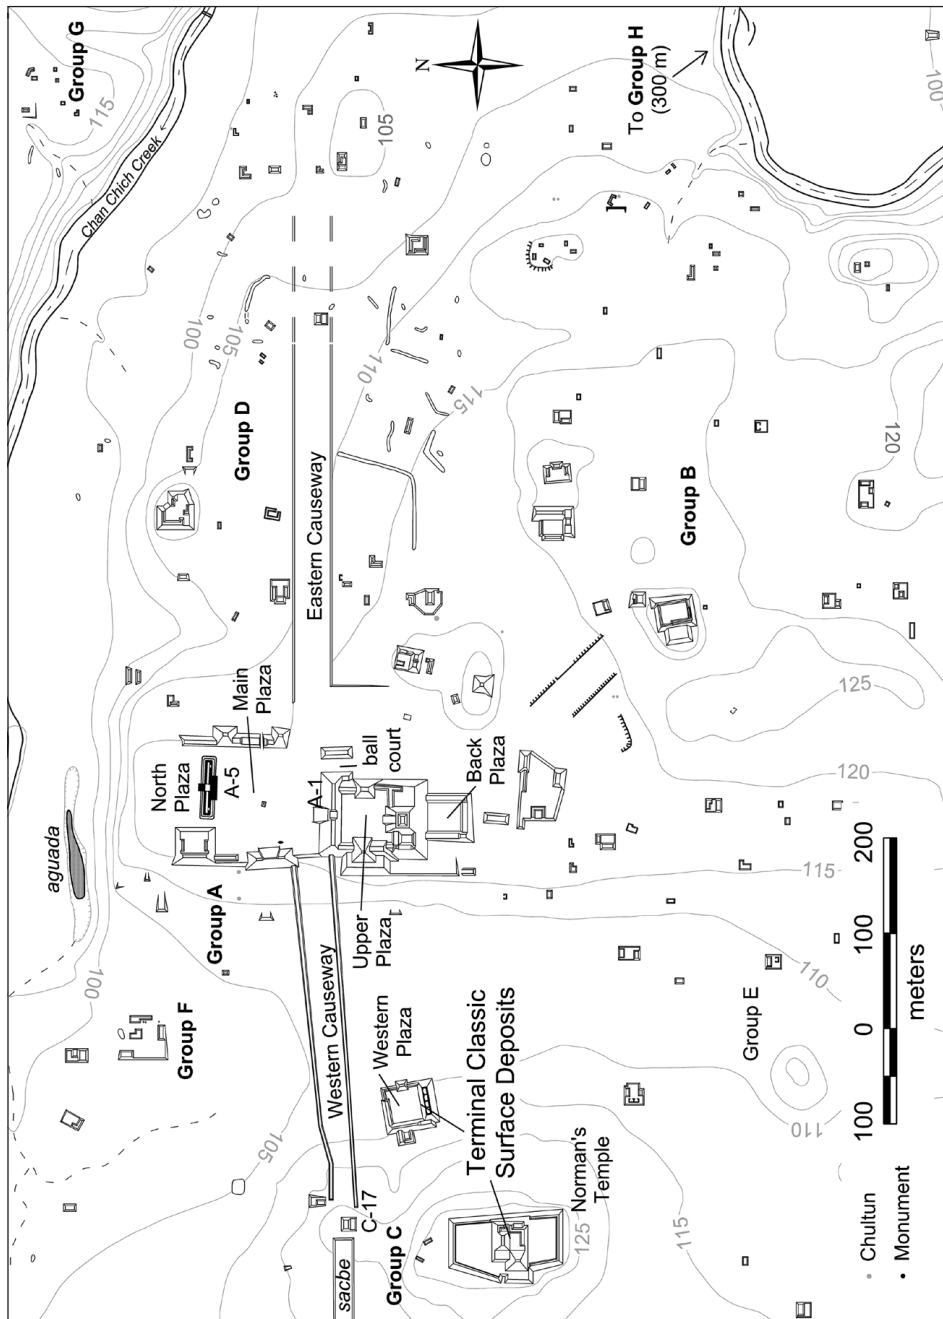 Group G
115
Chan Chich Creek
N
105
To Group H
(300 m)
100
100
105
110
115
Group D
120
Eastern Causeway
Group B
125
Main
Plaza
North
Plaza
A-5
A-1
ball
court
Back
Plaza
120
aguada
Group A
Upper
Plaza
115
110
100
Western Causeway
Group F
Western
Plaza
Terminal Classic
Surface Deposits
Group E
110
105
Norman's
Temple
C-17
Group C
sacbe
125
115
100
0
100
200
meters
Chultun
Monument